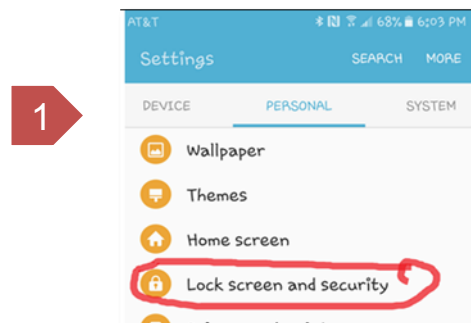 1
AT&T 68% 6:03 PM
Settings SEARCH MORE
DEVICE PERSONAL SYSTEM
Wallpaper
Themes
Home screen
Lock screen and security